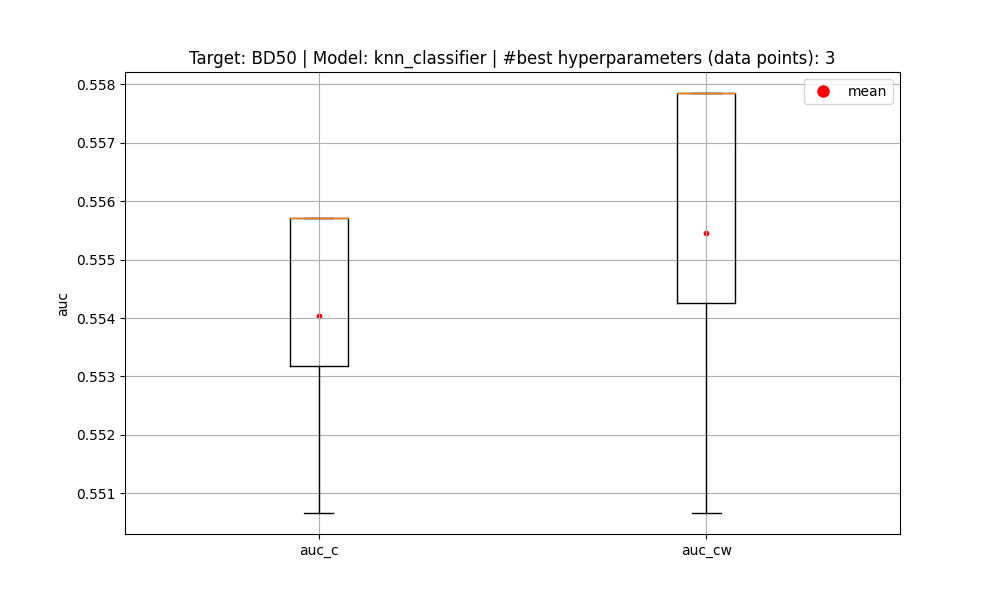 Target: BD50 | Model: knn_classifier | #best hyperparameters (data points): 3
mean
0.558
0.557
0.556
0.555
0.554
0.553
0.552
0.551
auc
auc_c
auc_cw